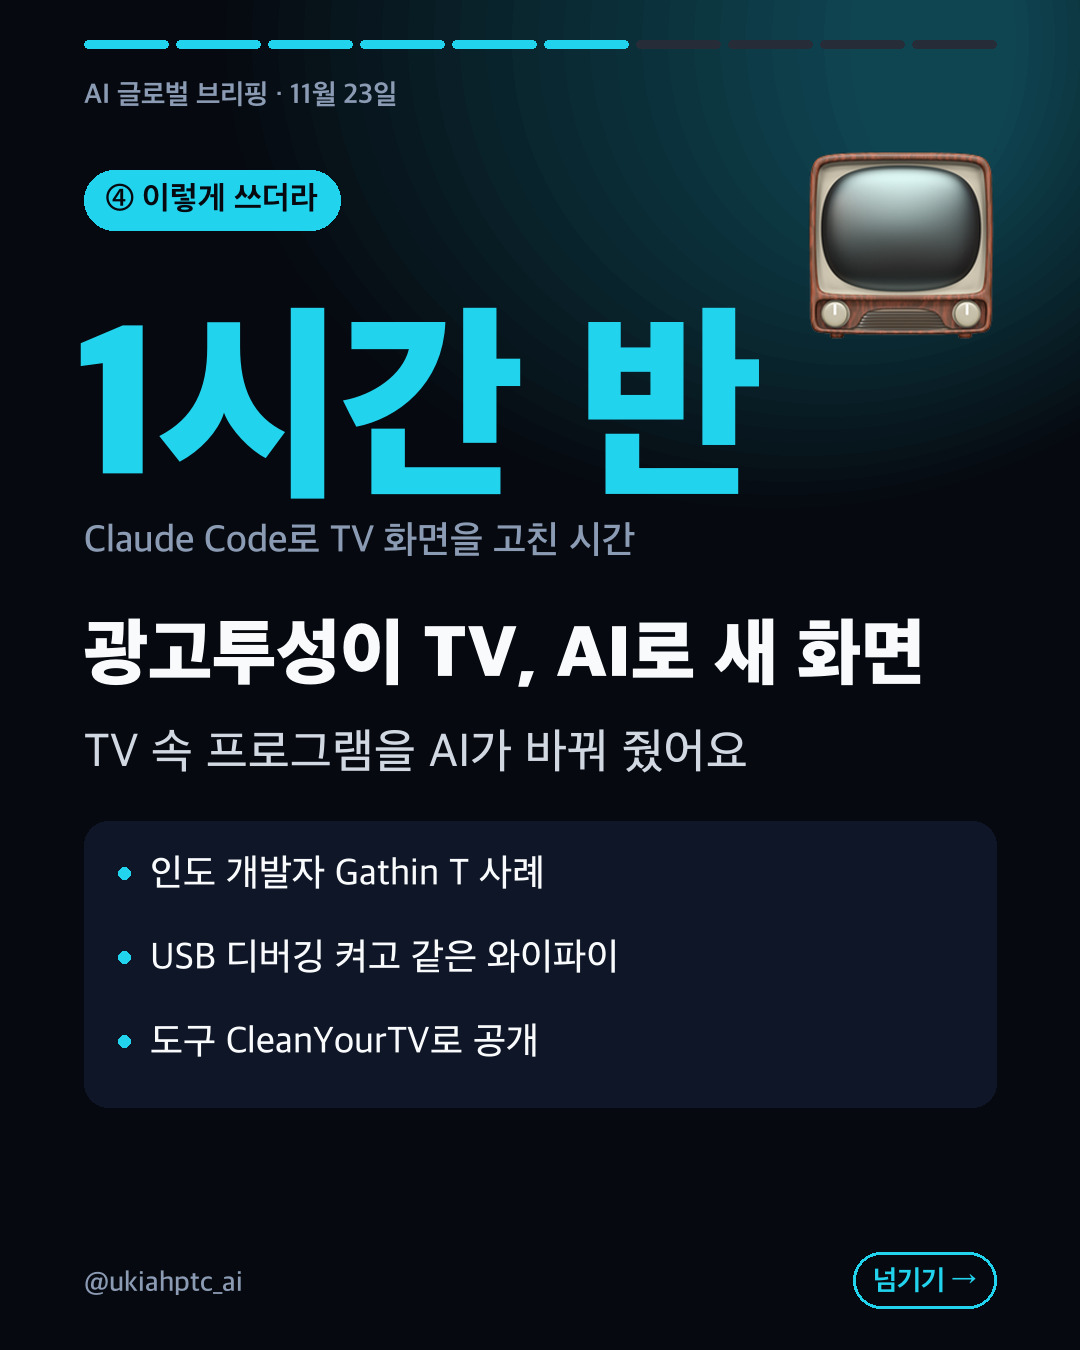 AI 글로벌 브리핑 · 11월 23일
④ 이렇게 쓰더라
1시간 반
Claude Code로 TV 화면을 고친 시간
광고투성이 TV, AI로 새 화면
TV 속 프로그램을 AI가 바꿔 줬어요
• 인도 개발자 Gathin T 사례
• USB 디버깅 켜고 같은 와이파이
• 도구 CleanYourTV로 공개
@ukiahptc_ai
넘기기 →